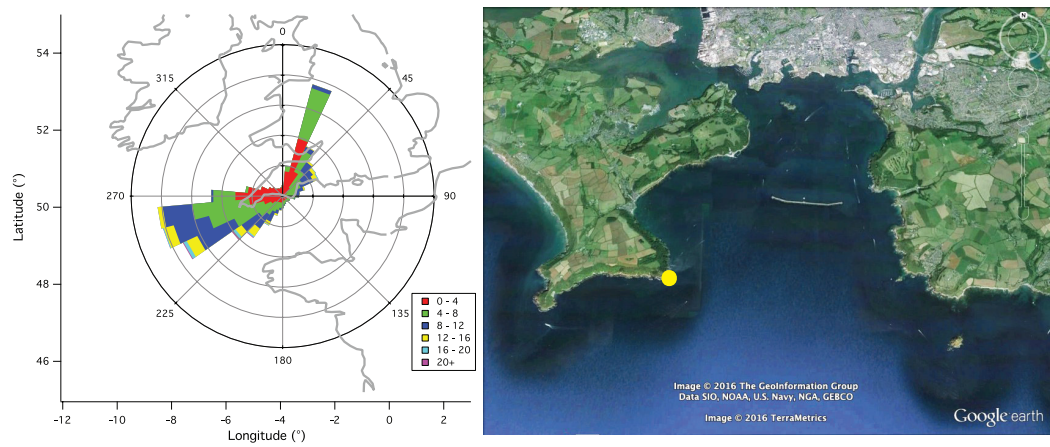 54
52
50
48
46
Latitude (°)
-12
-10
-8
-6
-4
-2
0
2
Longitude (°)
0
45
90
135
180
225
270
315
0 - 4
4 - 8
8 - 12
12 - 16
16 - 20
20+
N
Image © 2016 The GeoInformation Group
Data SIO, NOAA, U.S. Navy, NGA, GEBCO
Image © 2016 TerraMetrics
Google earth